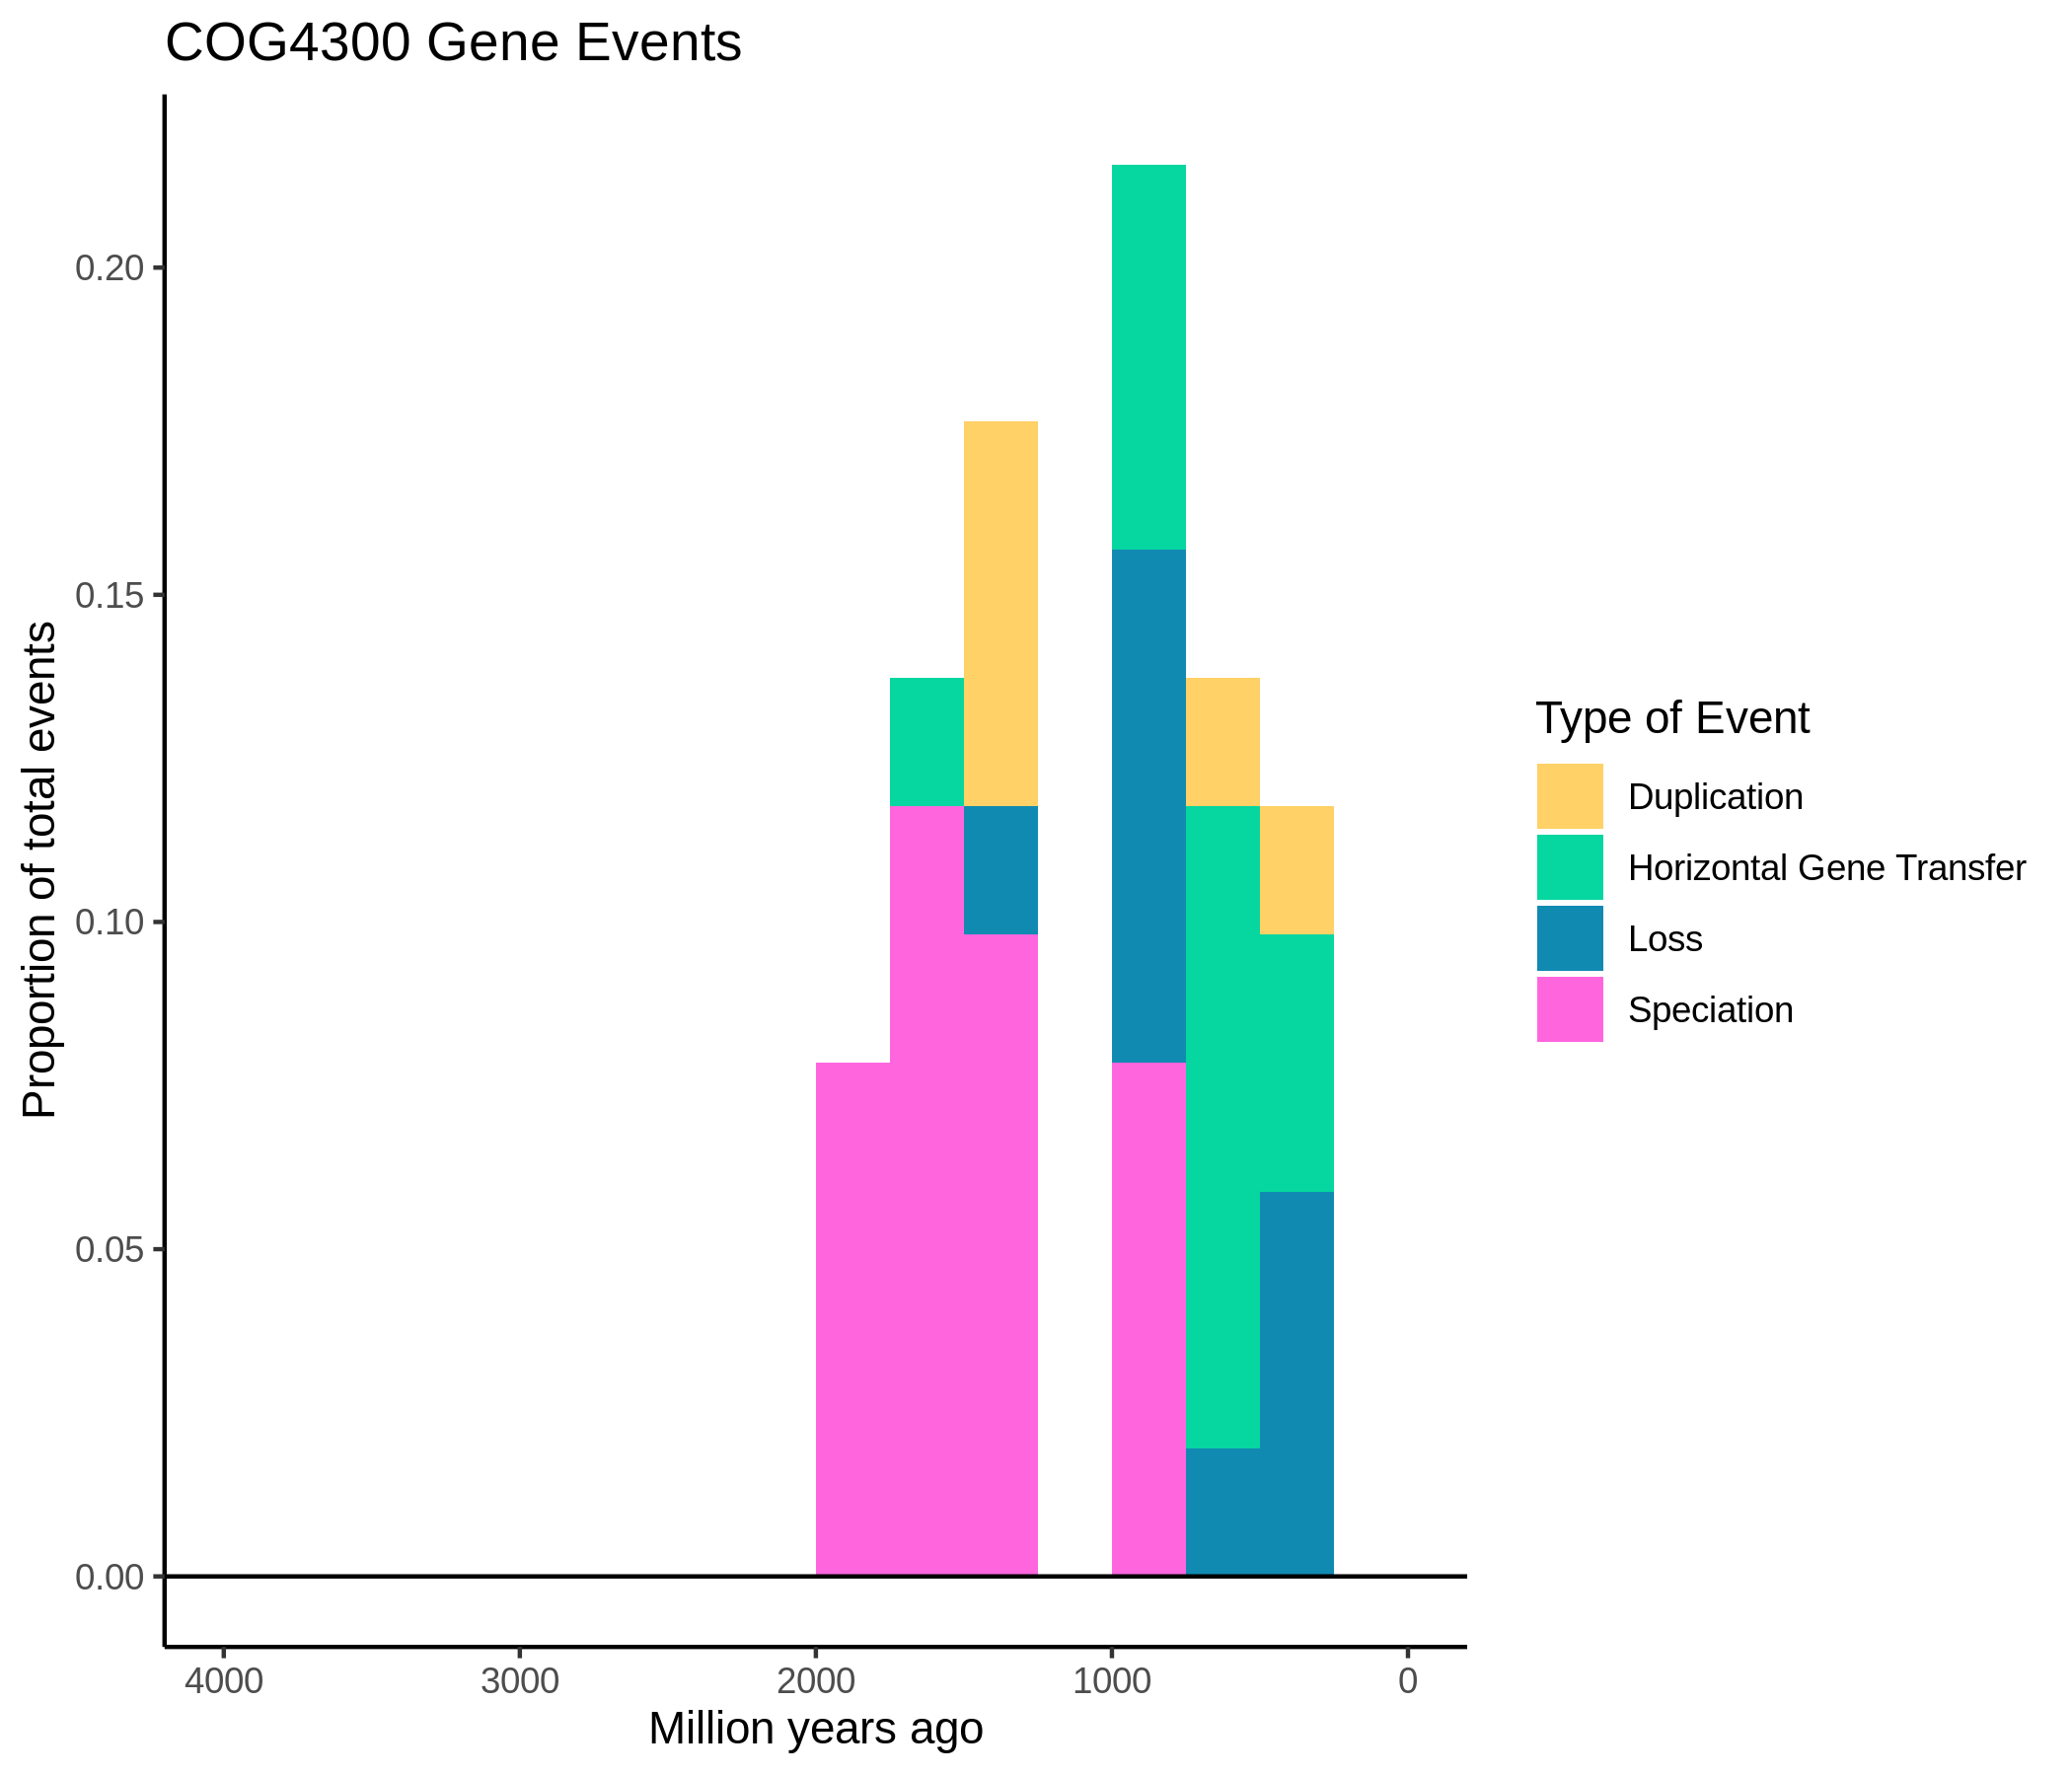 COG4300 Gene Events
Proportion of total events
0.20
0.15
0.10
0.05
0.00
4000 3000 2000 1000 0
Million years ago
Type of Event
Duplication
Horizontal Gene Transfer
Loss
Speciation